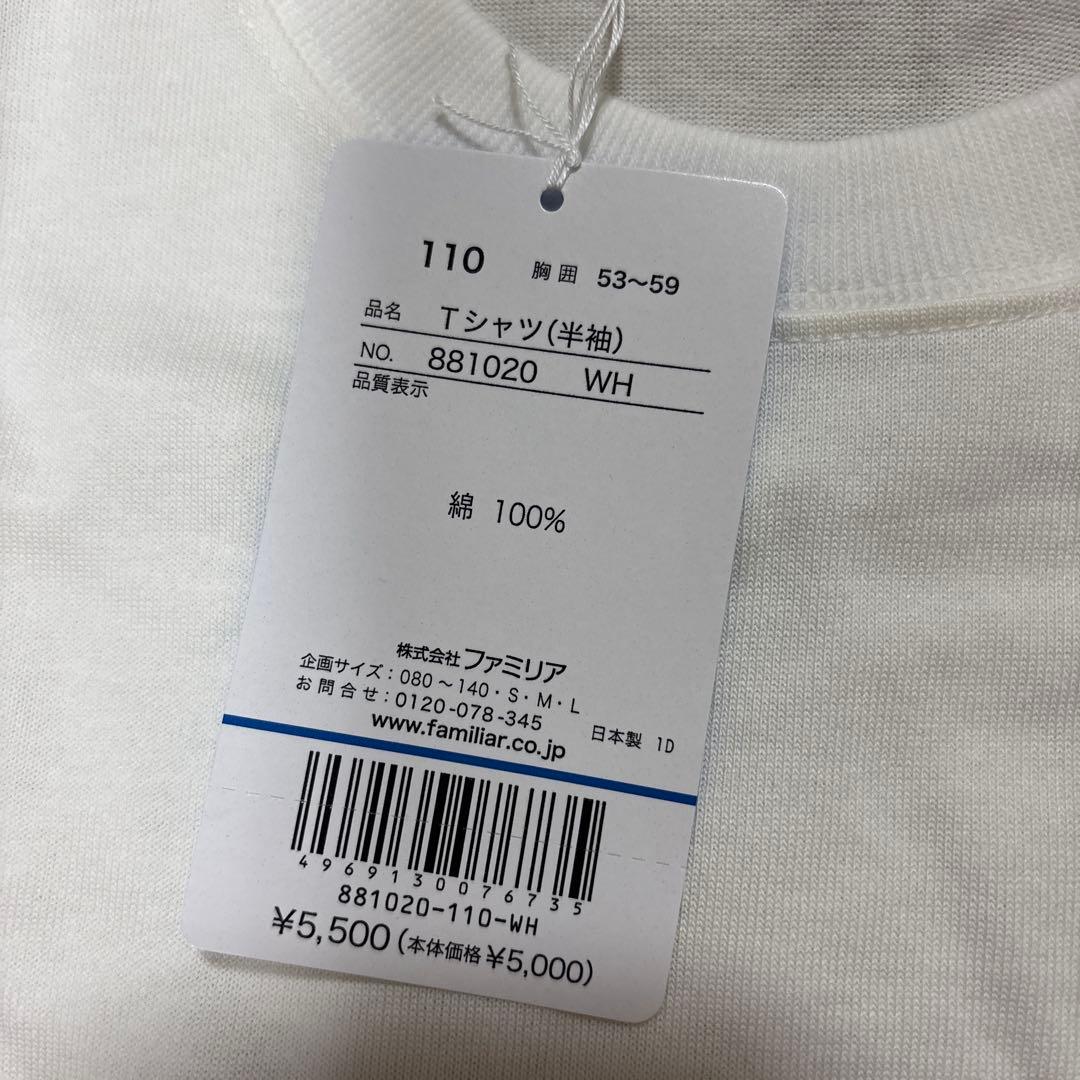 110 胸囲 53〜59
品名 Tシャツ(半袖)
NO. 881020 WH
品質表示
綿 100%
株式会社ファミリア
企画サイズ：080〜140・S・M・L
お問合せ：0120-078-345 日本製 1D
www.familiar.co.jp
4969130076735
881020-110-WH
¥5,500(本体価格 ¥5,000)